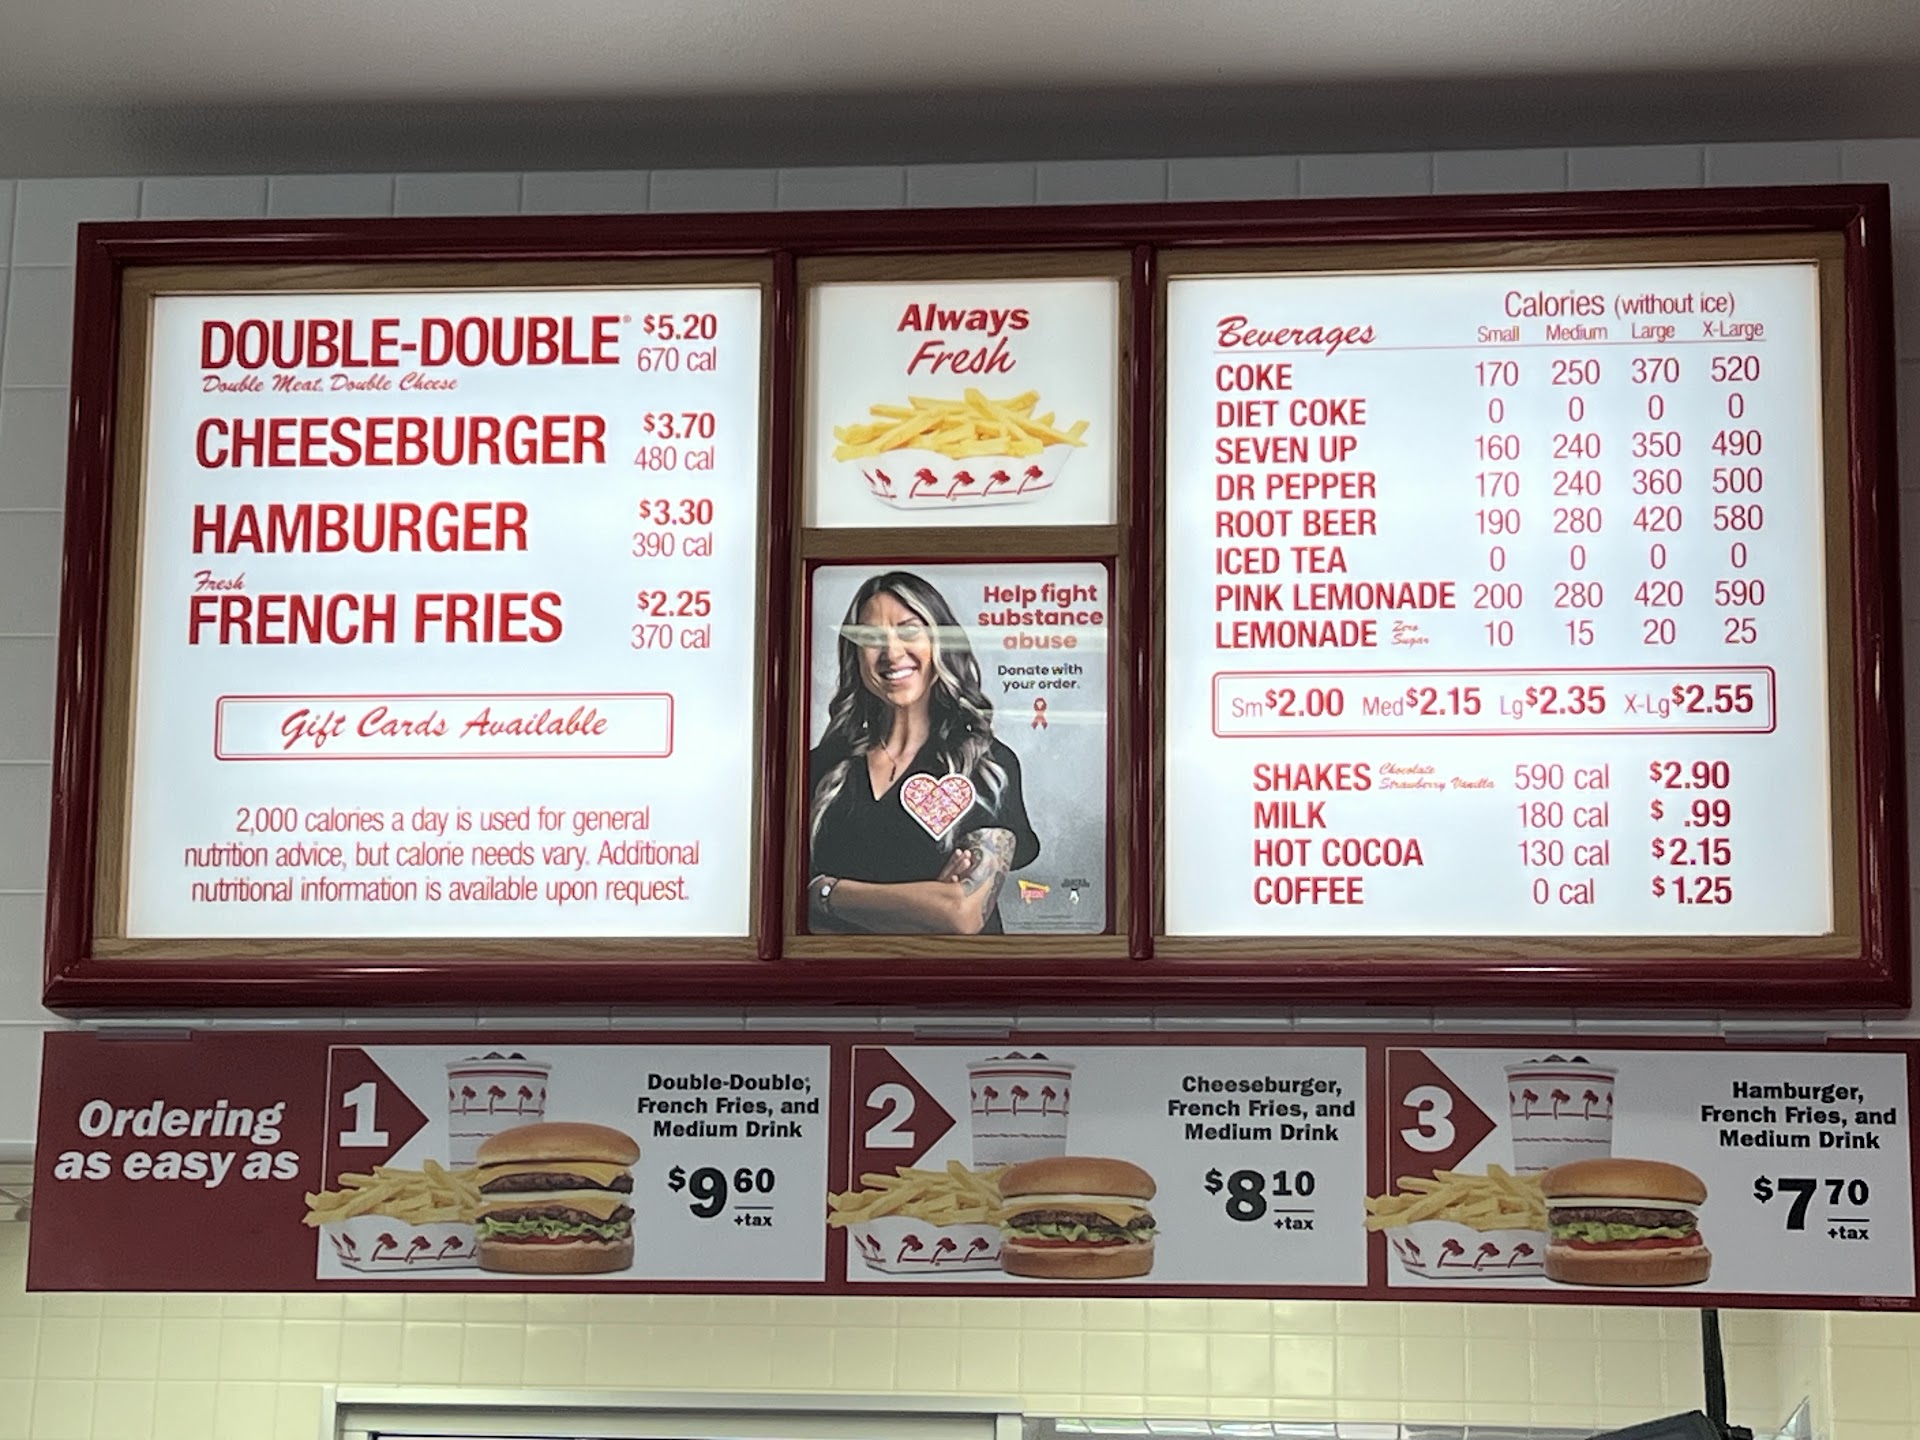 DOUBLE-DOUBLE® $5.20
Double Meat, Double Cheese 670 cal
CHEESEBURGER $3.70
480 cal
HAMBURGER $3.30
390 cal
Fresh
FRENCH FRIES $2.25
370 cal
Gift Cards Available
2,000 calories a day is used for general
nutrition advice, but calorie needs vary. Additional
nutritional information is available upon request.
Always
Fresh
Help fight
substance
abuse
Donate with
your order.
Calories (without ice)
Beverages Small Medium Large X-Large
COKE 170 250 370 520
DIET COKE 0 0 0 0
SEVEN UP 160 240 350 490
DR PEPPER 170 240 360 500
ROOT BEER 190 280 420 580
ICED TEA 0 0 0 0
PINK LEMONADE 200 280 420 590
LEMONADE Zero Sugar 10 15 20 25
Sm $2.00 Med $2.15 Lg $2.35 X-Lg $2.55
SHAKES Chocolate Strawberry Vanilla 590 cal $2.90
MILK 180 cal $ .99
HOT COCOA 130 cal $2.15
COFFEE 0 cal $1.25
Ordering
as easy as
1
Double-Double®,
French Fries, and
Medium Drink
$9 60
+tax
2
Cheeseburger,
French Fries, and
Medium Drink
$8 10
+tax
3
Hamburger,
French Fries, and
Medium Drink
$7 70
+tax